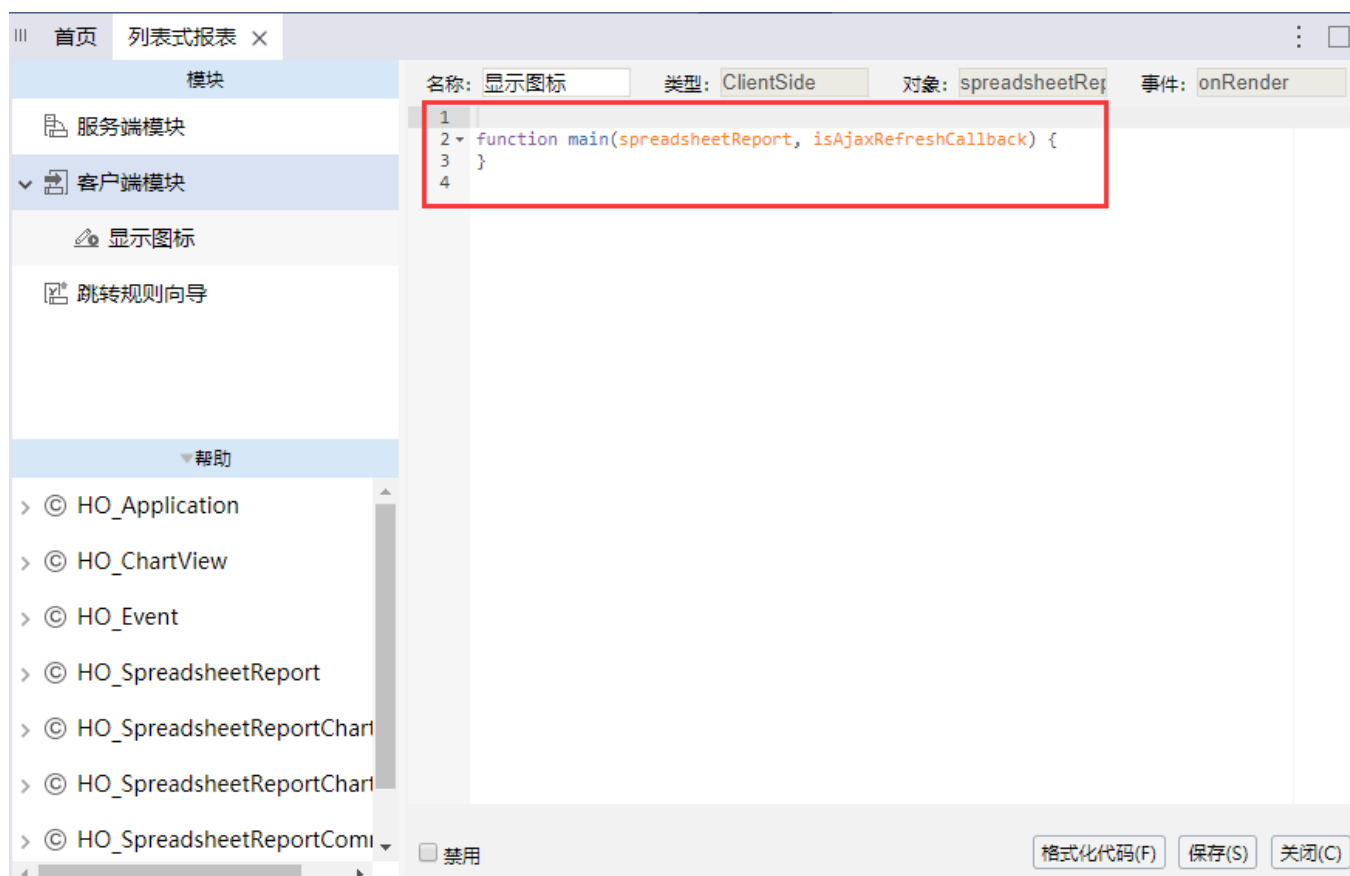 首页 列表式报表 ×
模块
服务端模块
客户端模块
显示图标
跳转规则向导
帮助
HO_Application
HO_ChartView
HO_Event
HO_SpreadsheetReport
HO_SpreadsheetReportChart
HO_SpreadsheetReportChart
HO_SpreadsheetReportCom
名称: 显示图标 类型: ClientSide 对象: spreadsheetRep 事件: onRender
1
2 function main(spreadsheetReport, isAjaxRefreshCallback) {
3 }
4
禁用 格式化代码(F) 保存(S) 关闭(C)